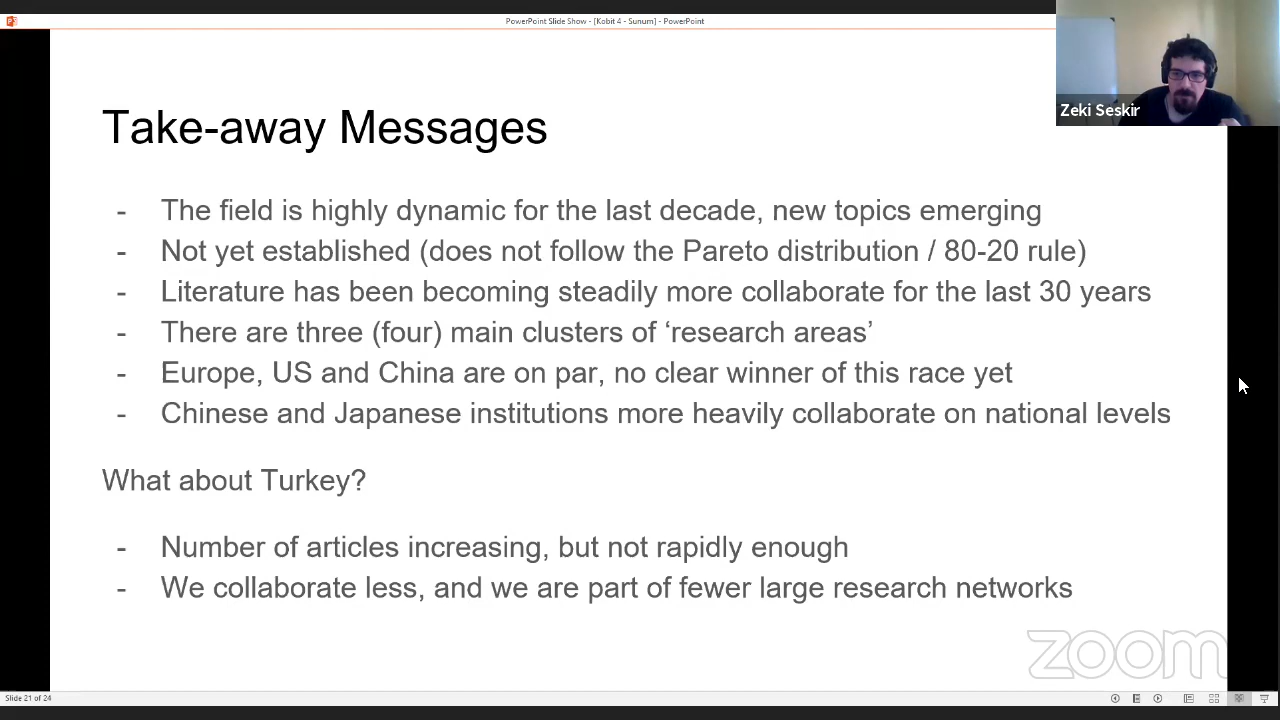 PowerPoint Slide Show - [Kobit 4 - Sunum] - PowerPoint
Zeki Seskir
Take-away Messages
- The field is highly dynamic for the last decade, new topics emerging
- Not yet established (does not follow the Pareto distribution / 80-20 rule)
- Literature has been becoming steadily more collaborate for the last 30 years
- There are three (four) main clusters of ‘research areas’
- Europe, US and China are on par, no clear winner of this race yet
- Chinese and Japanese institutions more heavily collaborate on national levels
What about Turkey?
- Number of articles increasing, but not rapidly enough
- We collaborate less, and we are part of fewer large research networks
zoom
Slide 21 of 24